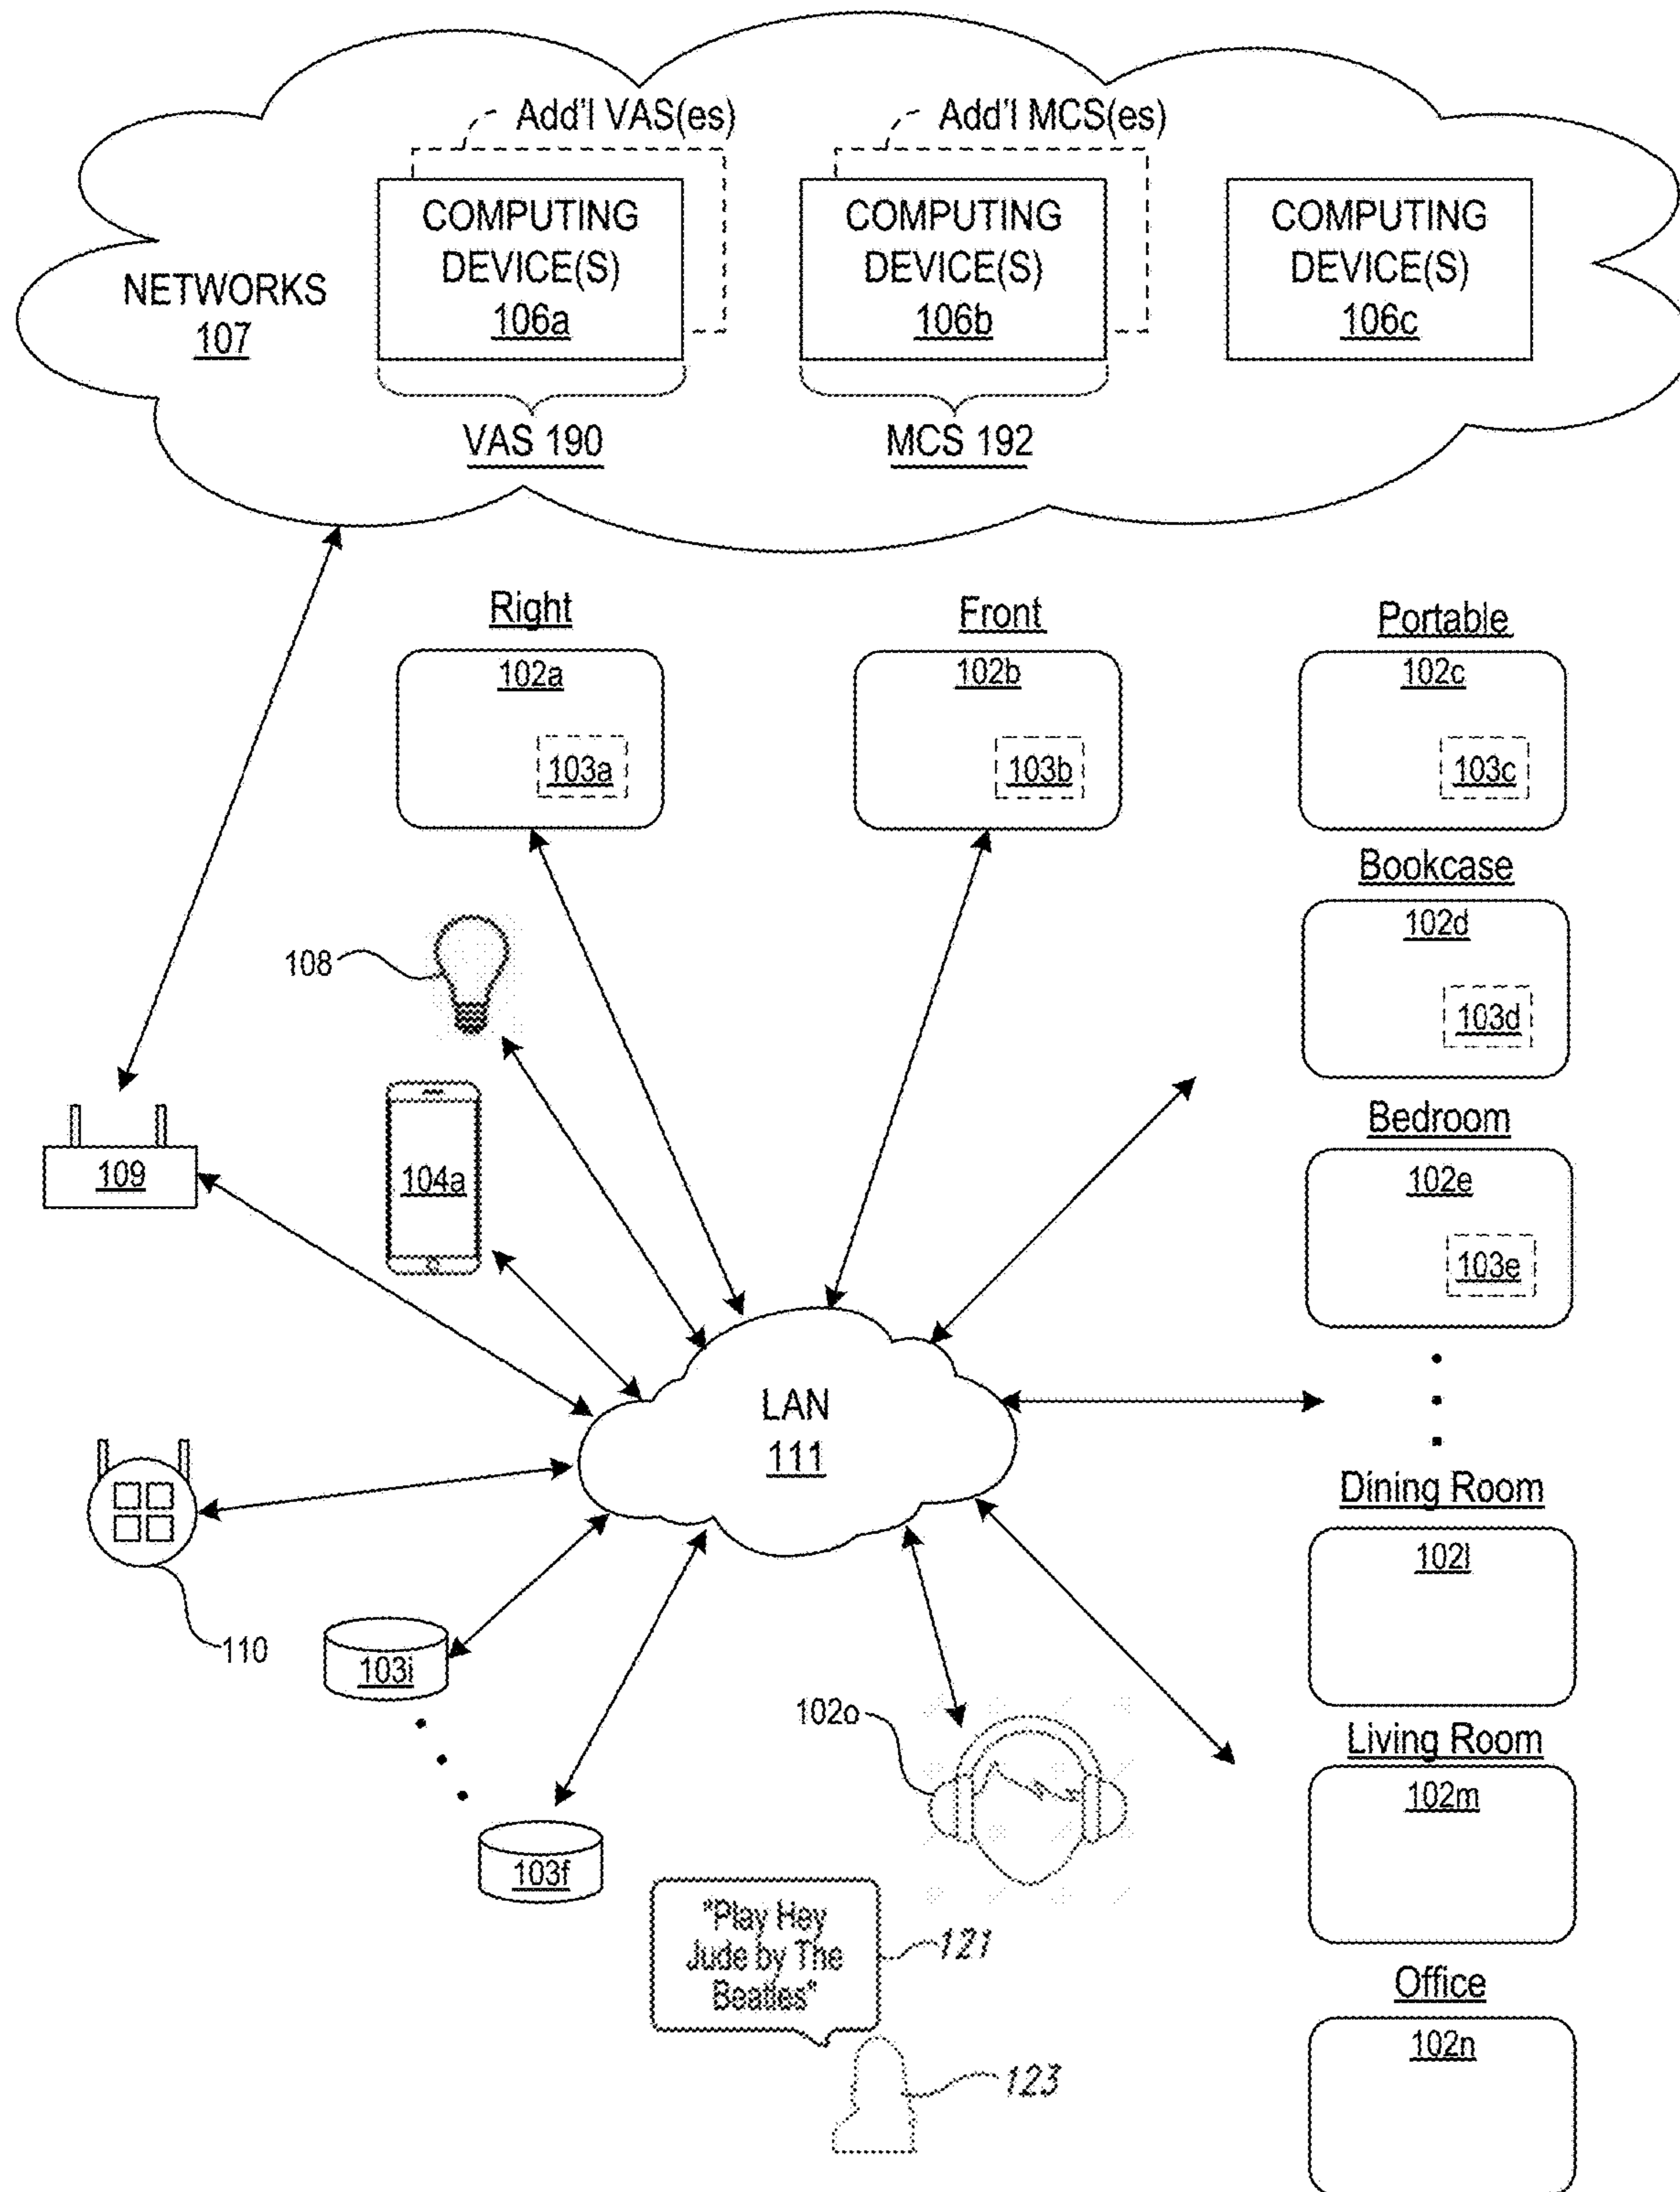 Add'l VAS(es)
Add'l MCS(es)
COMPUTING
DEVICE(S)
106a
COMPUTING
DEVICE(S)
106b
COMPUTING
DEVICE(S)
106c
NETWORKS
107
VAS 190
MCS 192
Right
102a
103a
Front
102b
103b
Portable
102c
103c
Bookcase
102d
103d
108
104a
109
Bedroom
102e
103e
LAN
111
110
103i
103f
102o
Dining Room
102l
Living Room
102m
"Play Hey
Jude by The
Beatles"
121
123
Office
102n